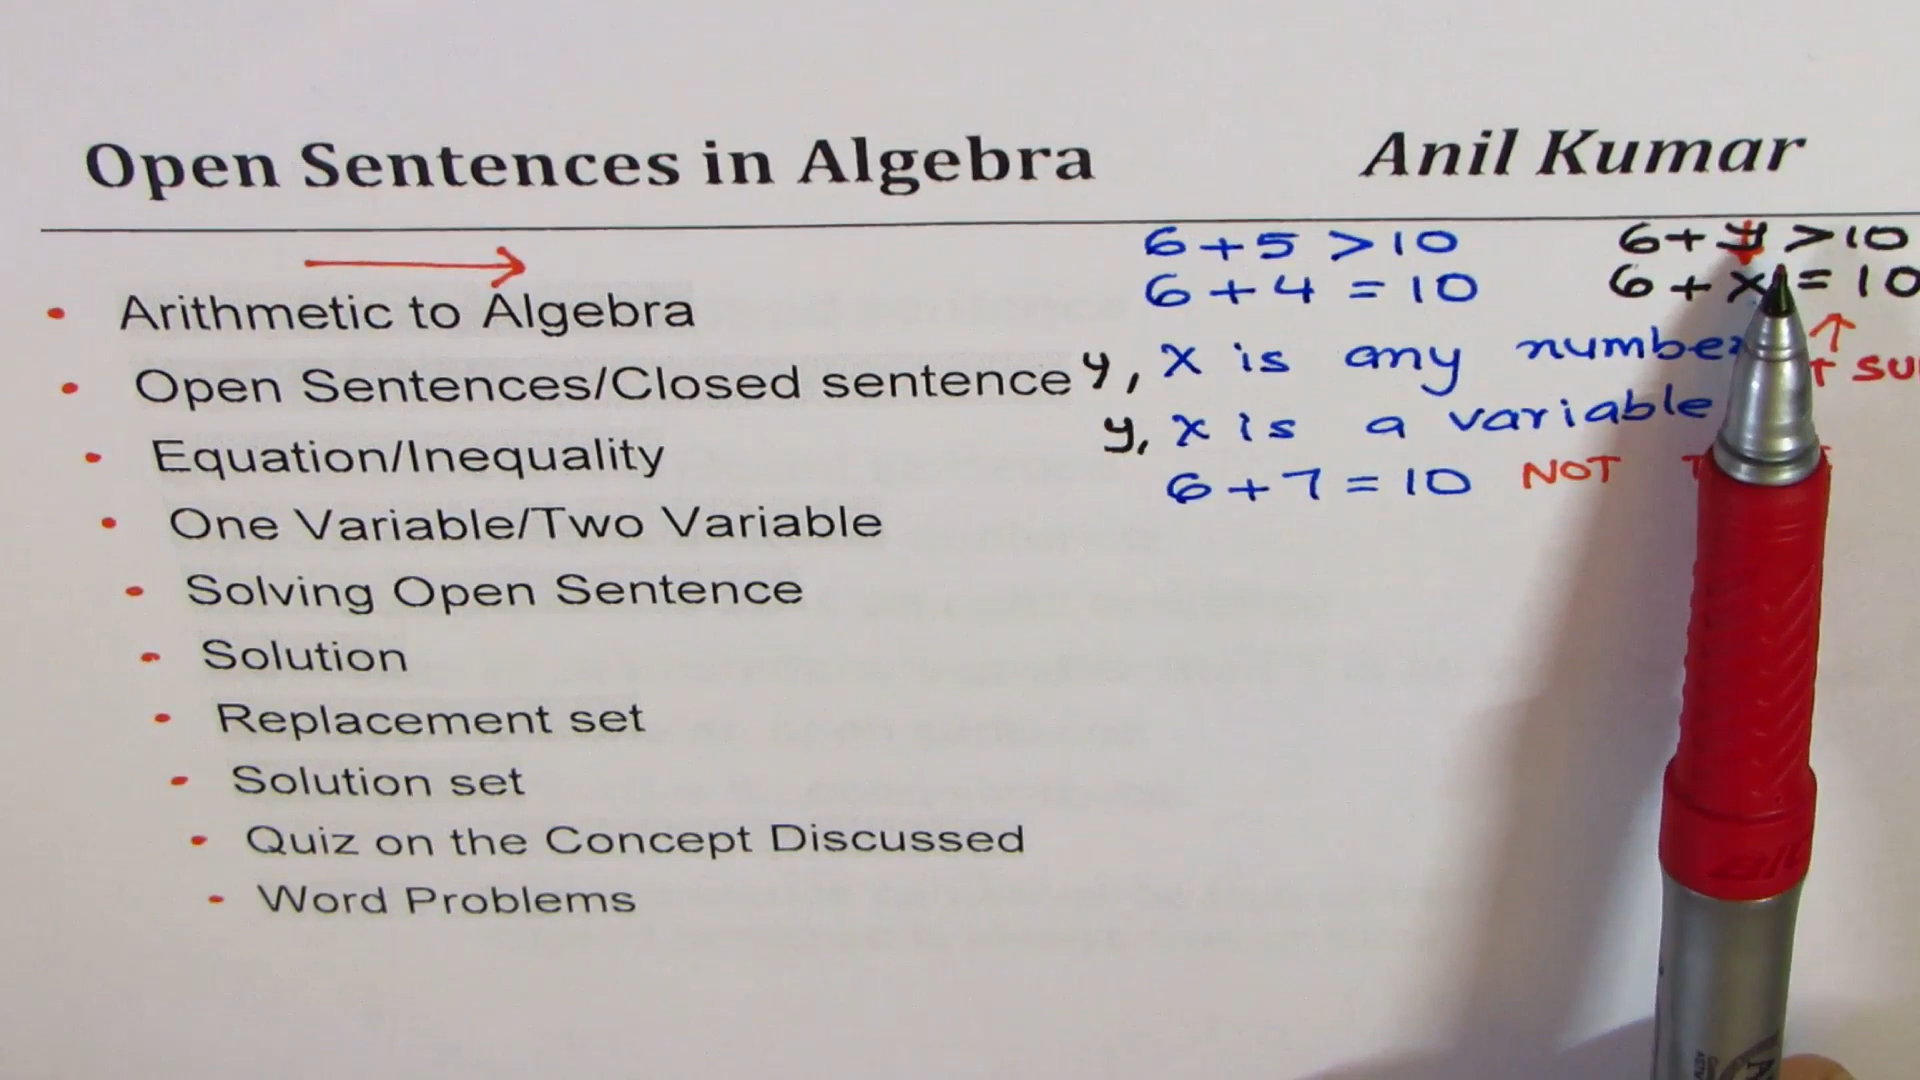 Open Sentences in Algebra
Anil Kumar
6+5 >10
6+y >10
6+4 = 10
6+x = 10
• Arithmetic to Algebra
y, x is any number
• Open Sentences/Closed sentence
y, x is a variable
• Equation/Inequality
6+7=10 NOT
• One Variable/Two Variable
• Solving Open Sentence
• Solution
• Replacement set
• Solution set
• Quiz on the Concept Discussed
• Word Problems